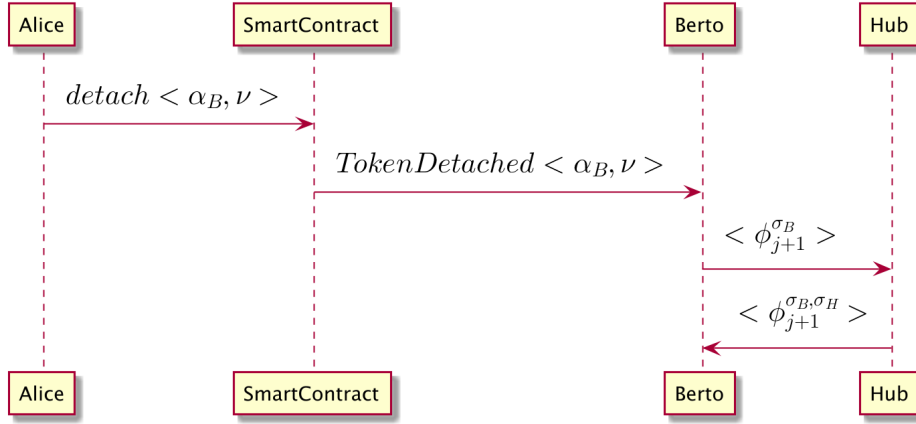 Alice SmartContract Berto Hub
detach < α_B, ν >
TokenDetached < α_B, ν >
< ϕ_{j+1}^{σ_B} >
< ϕ_{j+1}^{σ_B, σ_H} >
Alice SmartContract Berto Hub